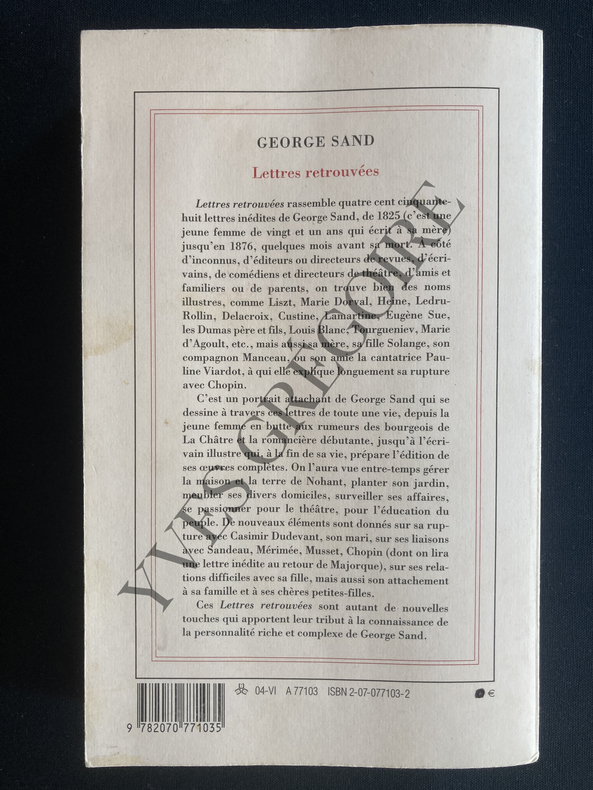 GEORGE SAND
Lettres retrouvées
Lettres retrouvées rassemble quatre cent cinquante-
huit lettres inédites de George Sand, de 1825 (c'est une
jeune femme de vingt et un ans qui écrit à sa mère)
jusqu'en 1876, quelques mois avant sa mort. À côté
d'inconnus, d'éditeurs ou directeurs de revues, d'écri-
vains, de comédiens et directeurs de théâtre, d'amis et
familiers ou de parents, on trouve bien des noms
illustres, comme Liszt, Marie Dorval, Heine, Ledru-
Rollin, Delacroix, Custine, Lamartine, Eugène Sue,
les Dumas père et fils, Louis Blanc, Tourgueniev, Marie
d'Agoult, etc., mais aussi sa mère, sa fille Solange, son
compagnon Manceau, ou son amie la cantatrice Pau-
line Viardot, à qui elle explique longuement sa rupture
avec Chopin.
C'est un portrait attachant de George Sand qui se
dessine à travers ces lettres de toute une vie, depuis la
jeune femme en butte aux rumeurs des bourgeois de
La Châtre et la romancière débutante, jusqu'à l'écri-
vain illustre qui, à la fin de sa vie, prépare l'édition de
ses œuvres complètes. On l'aura vue entre-temps gérer
la maison et la terre de Nohant, planter son jardin,
meubler ses divers domiciles, surveiller ses affaires,
se passionner pour le théâtre, pour l'éducation du
peuple. De nouveaux éléments sont donnés sur sa rup-
ture avec Casimir Dudevant, son mari, sur ses liaisons
avec Sandeau, Mérimée, Musset, Chopin (dont on lira
une lettre inédite au retour de Majorque), sur ses rela-
tions difficiles avec sa fille, mais aussi son attachement
à sa famille et à ses chères petites-filles.
Ces Lettres retrouvées sont autant de nouvelles
touches qui apportent leur tribut à la connaissance de
la personnalité riche et complexe de George Sand.
04-VI A 77103 ISBN 2-07-077103-2
€
9 782070 771035
YVES GRÉGOIRE